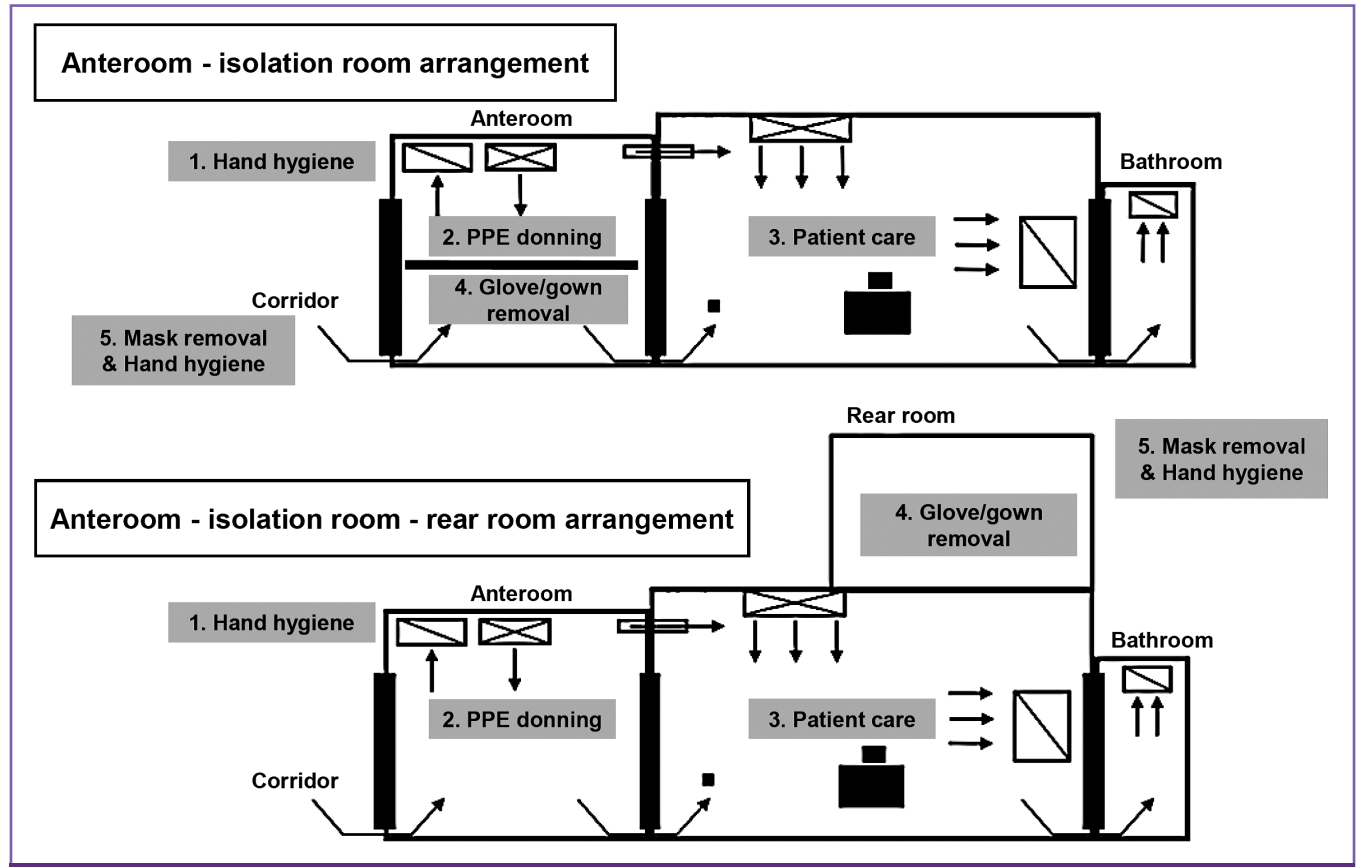 Anteroom - isolation room arrangement
Anteroom
1. Hand hygiene
Bathroom
2. PPE donning
3. Patient care
4. Glove/gown
removal
Corridor
5. Mask removal
& Hand hygiene
Rear room
5. Mask removal
& Hand hygiene
Anteroom - isolation room - rear room arrangement
4. Glove/gown
removal
Anteroom
1. Hand hygiene
Bathroom
2. PPE donning
3. Patient care
Corridor